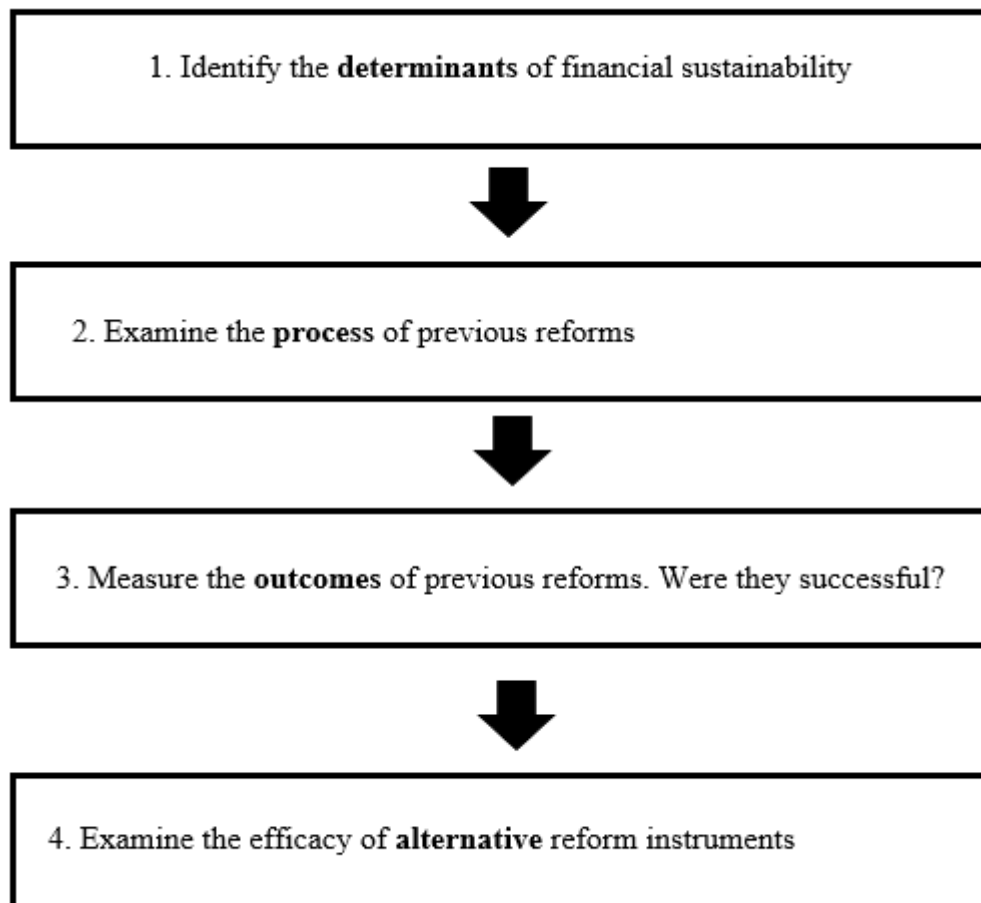 1. Identify the determinants of financial sustainability
2. Examine the process of previous reforms
3. Measure the outcomes of previous reforms. Were they successful?
4. Examine the efficacy of alternative reform instruments